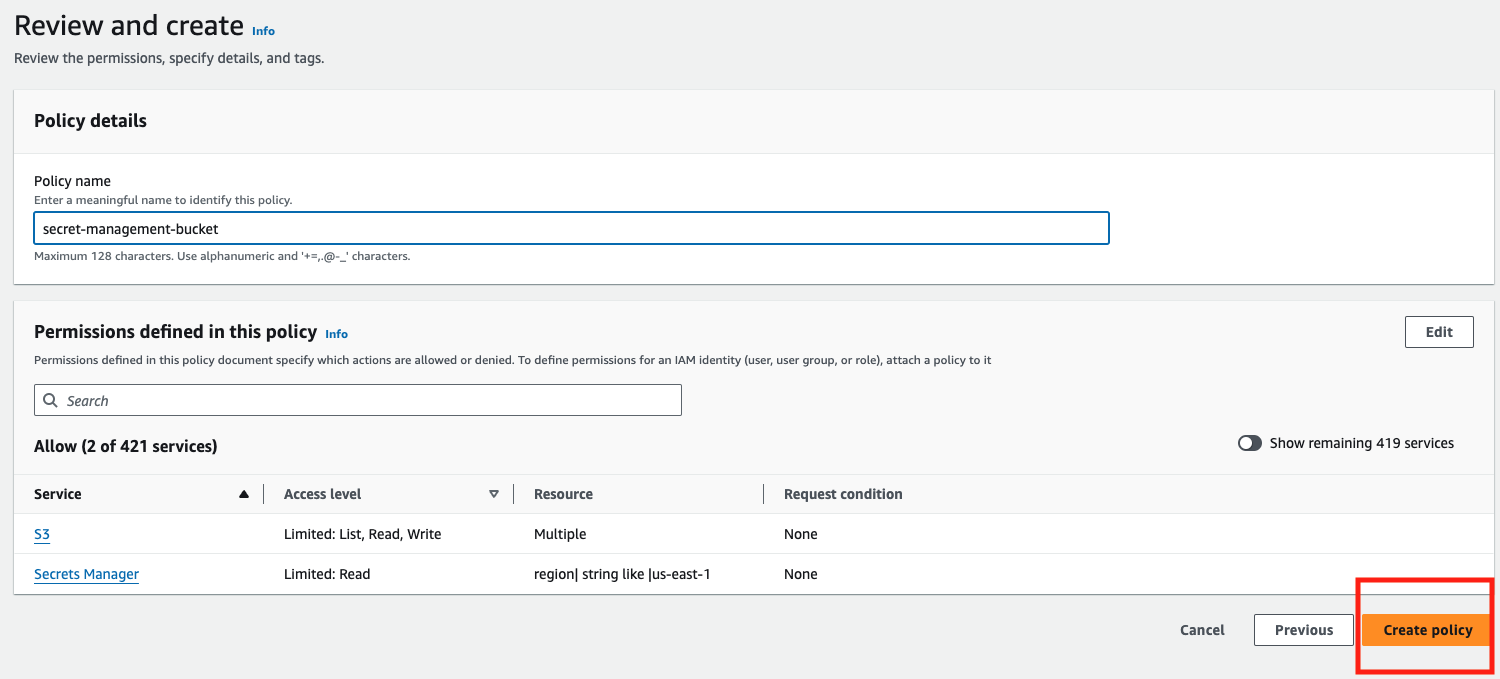 Review and create Info
Review the permissions, specify details, and tags.
Policy details
Policy name
Enter a meaningful name to identify this policy.
secret-management-bucket
Maximum 128 characters. Use alphanumeric and '+=,.@-_' characters.
Permissions defined in this policy Info
Edit
Permissions defined in this policy document specify which actions are allowed or denied. To define permissions for an IAM identity (user, user group, or role), attach a policy to it
Search
Allow (2 of 421 services)
Show remaining 419 services
Service Access level Resource Request condition
S3 Limited: List, Read, Write Multiple None
Secrets Manager Limited: Read region| string like |us-east-1 None
Cancel Previous Create policy